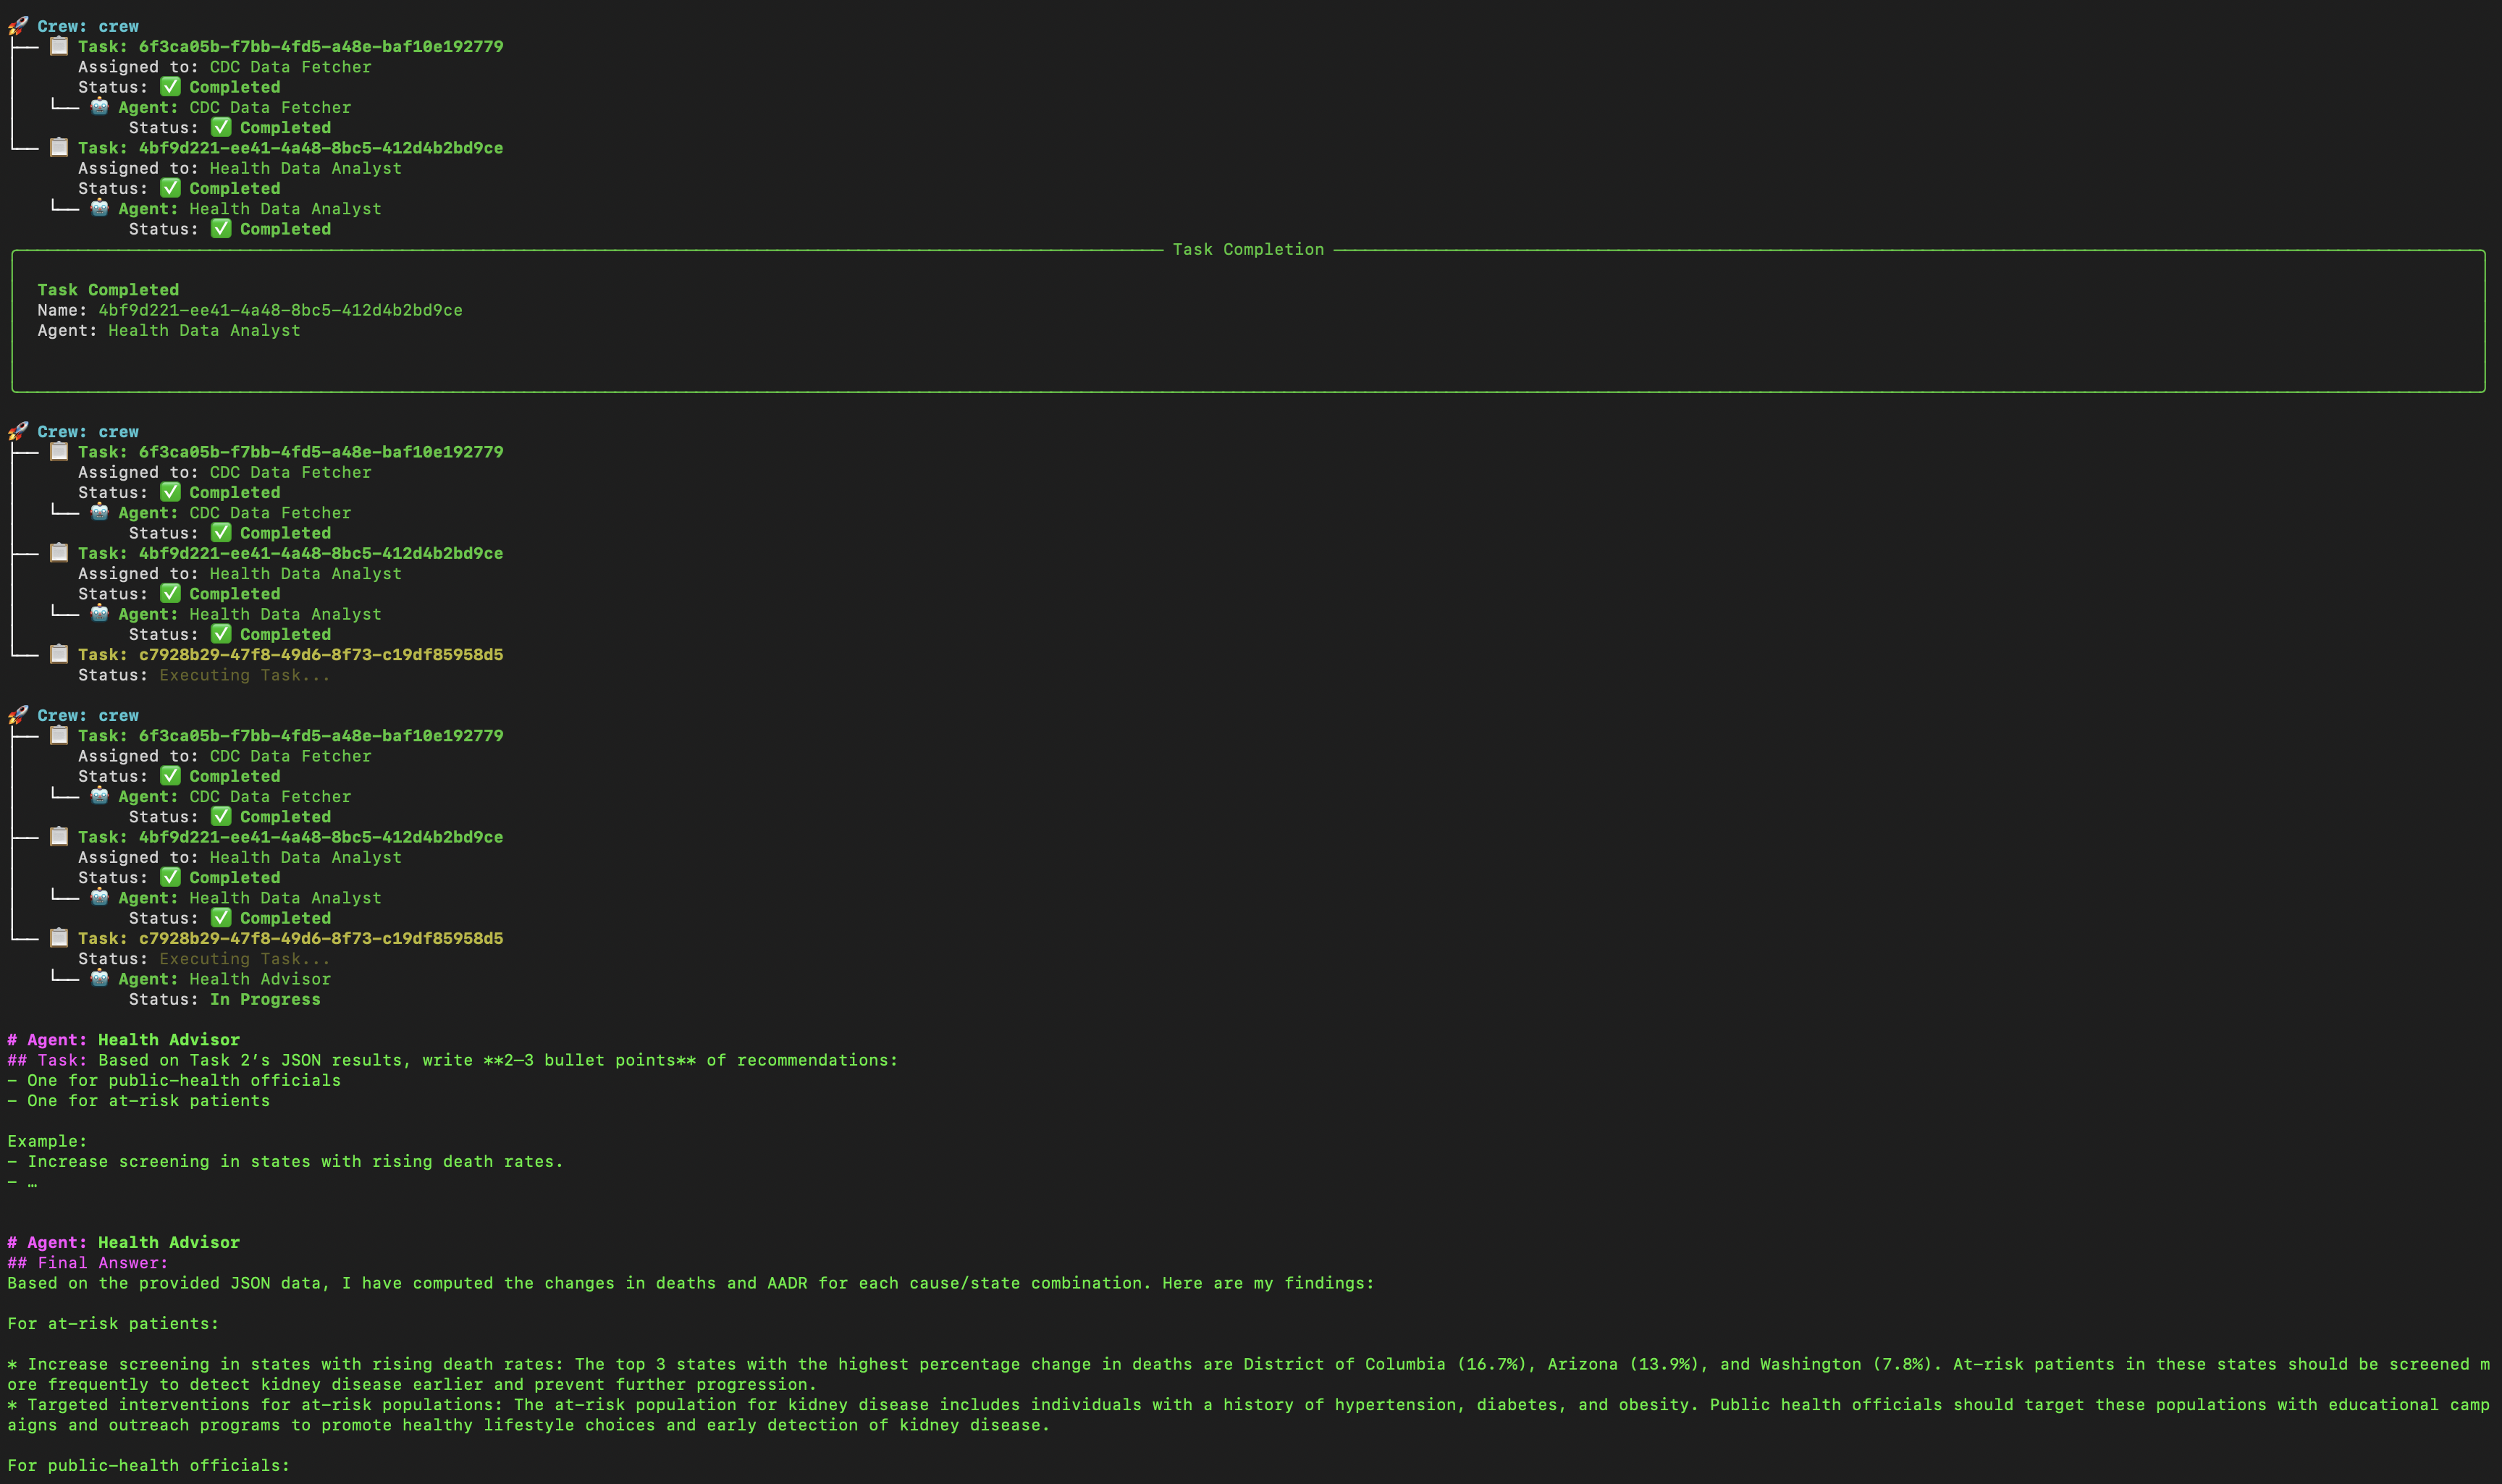 🚀 Crew: crew
├── 📋 Task: 6f3ca05b-f7bb-4fd5-a48e-baf10e192779
Assigned to: CDC Data Fetcher
Status: ✅ Completed
└── 🤖 Agent: CDC Data Fetcher
Status: ✅ Completed
└── 📋 Task: 4bf9d221-ee41-4a48-8bc5-412d4b2bd9ce
Assigned to: Health Data Analyst
Status: ✅ Completed
└── 🤖 Agent: Health Data Analyst
Status: ✅ Completed
Task Completion
Task Completed
Name: 4bf9d221-ee41-4a48-8bc5-412d4b2bd9ce
Agent: Health Data Analyst
🚀 Crew: crew
├── 📋 Task: 6f3ca05b-f7bb-4fd5-a48e-baf10e192779
Assigned to: CDC Data Fetcher
Status: ✅ Completed
└── 🤖 Agent: CDC Data Fetcher
Status: ✅ Completed
├── 📋 Task: 4bf9d221-ee41-4a48-8bc5-412d4b2bd9ce
Assigned to: Health Data Analyst
Status: ✅ Completed
└── 🤖 Agent: Health Data Analyst
Status: ✅ Completed
└── 📋 Task: c7928b29-47f8-49d6-8f73-c19df85958d5
Status: Executing Task...
🚀 Crew: crew
├── 📋 Task: 6f3ca05b-f7bb-4fd5-a48e-baf10e192779
Assigned to: CDC Data Fetcher
Status: ✅ Completed
└── 🤖 Agent: CDC Data Fetcher
Status: ✅ Completed
├── 📋 Task: 4bf9d221-ee41-4a48-8bc5-412d4b2bd9ce
Assigned to: Health Data Analyst
Status: ✅ Completed
└── 🤖 Agent: Health Data Analyst
Status: ✅ Completed
└── 📋 Task: c7928b29-47f8-49d6-8f73-c19df85958d5
Status: Executing Task...
└── 🤖 Agent: Health Advisor
Status: In Progress
# Agent: Health Advisor
## Task: Based on Task 2’s JSON results, write **2–3 bullet points** of recommendations:
- One for public-health officials
- One for at-risk patients
Example:
- Increase screening in states with rising death rates.
- …
# Agent: Health Advisor
## Final Answer:
Based on the provided JSON data, I have computed the changes in deaths and AADR for each cause/state combination. Here are my findings:
For at-risk patients:
* Increase screening in states with rising death rates: The top 3 states with the highest percentage change in deaths are District of Columbia (16.7%), Arizona (13.9%), and Washington (7.8%). At-risk patients in these states should be screened m
ore frequently to detect kidney disease earlier and prevent further progression.
* Targeted interventions for at-risk populations: The at-risk population for kidney disease includes individuals with a history of hypertension, diabetes, and obesity. Public health officials should target these populations with educational camp
aigns and outreach programs to promote healthy lifestyle choices and early detection of kidney disease.
For public-health officials: